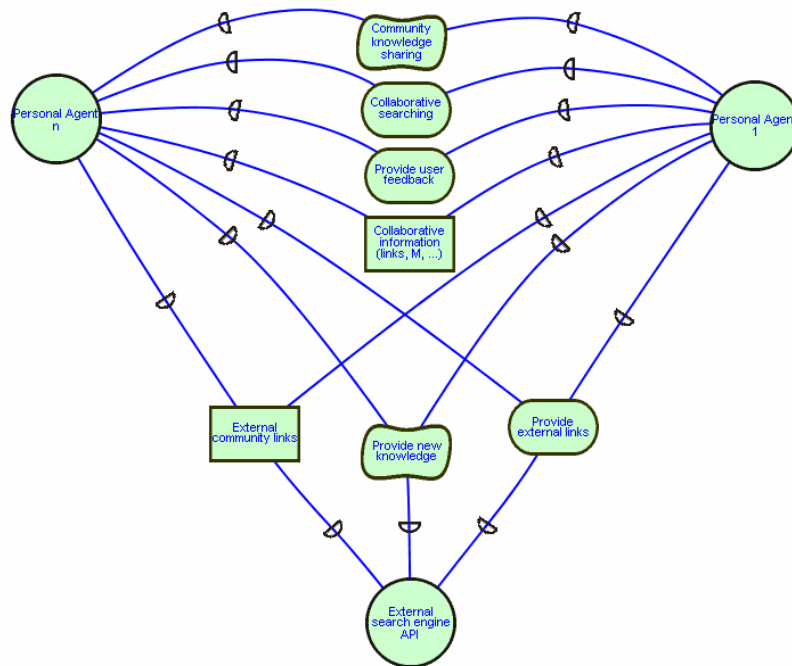 Community
knowledge
sharing
Personal Agent
n
Collaborative
searching
Personal Agent
1
Provide user
feedback
Collaborative
information
(links, M, ...)
External
community links
Provide new
knowledge
Provide
external links
External
search engine
API